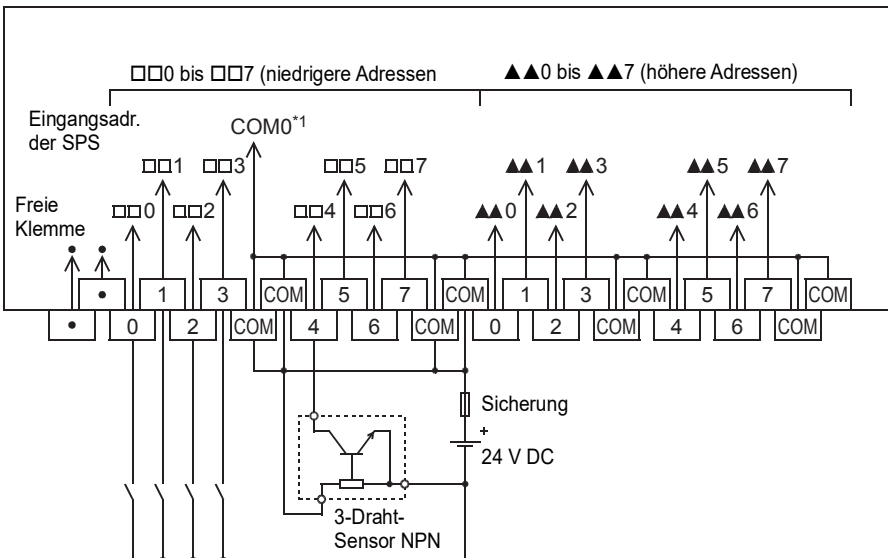 □□0 bis □□7 (niedrigere Adressen ▲▲0 bis ▲▲7 (höhere Adressen)
Eingangsadr.
der SPS
COM0*1
□□1 □□3 □□5 □□7 ▲▲1 ▲▲3 ▲▲5 ▲▲7
Freie
Klemme
□□0 □□2 □□4 □□6 ▲▲0 ▲▲2 ▲▲4 ▲▲6
• 1 3 COM 5 7 COM 1 3 COM 5 7 COM
• 0 2 COM 4 6 COM 0 2 COM 4 6 COM
Sicherung
+
24 V DC
3-Draht-
Sensor NPN